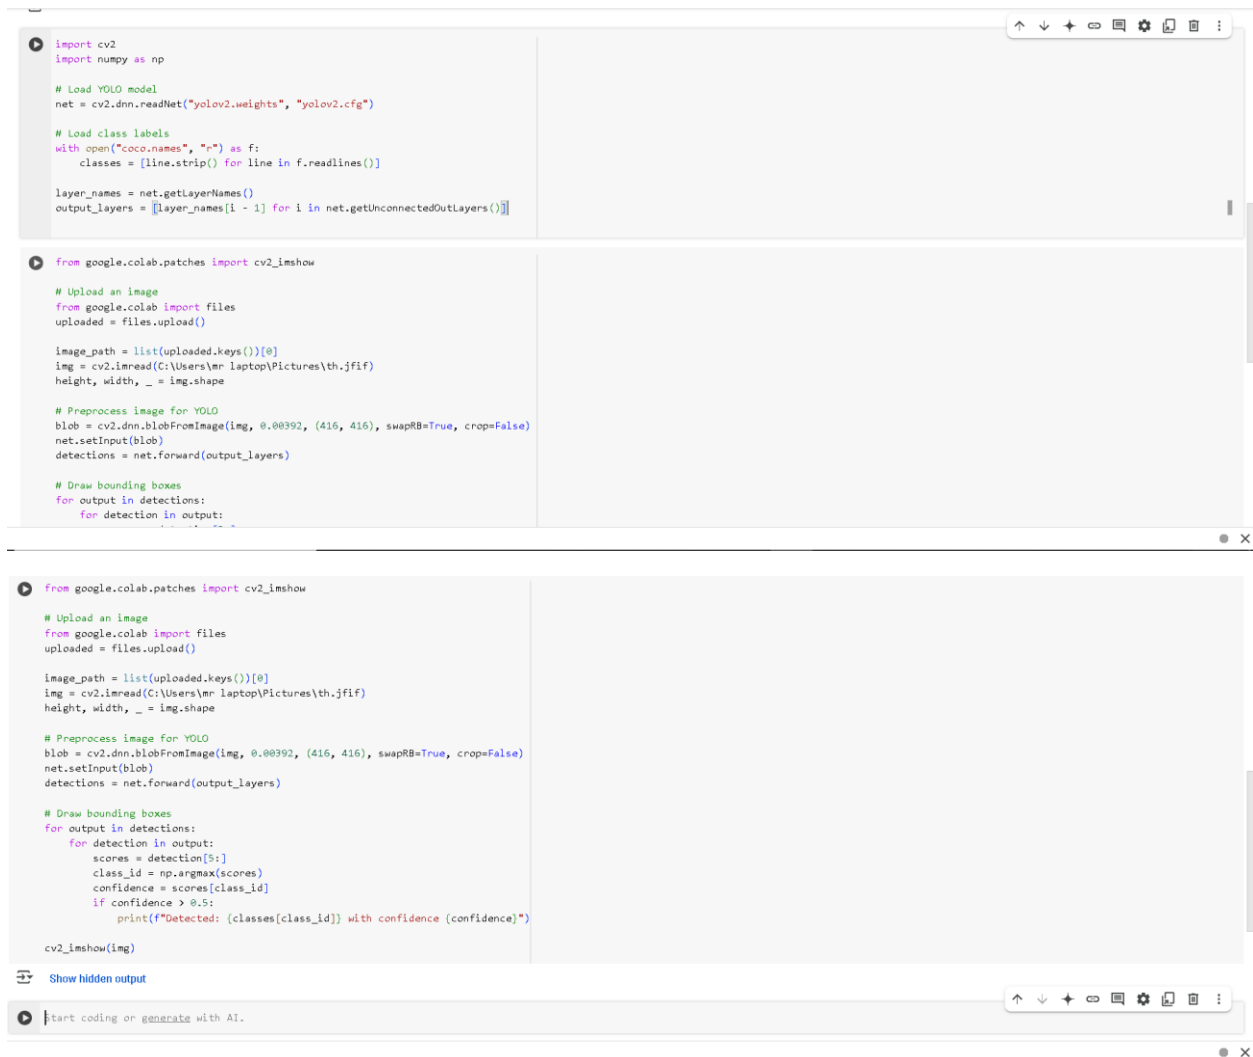 import cv2
import numpy as np
# Load YOLO model
net = cv2.dnn.readNet("yolov2.weights", "yolov2.cfg")
# Load class labels
with open("coco.names", "r") as f:
    classes = [line.strip() for line in f.readlines()]
layer_names = net.getLayerNames()
output_layers = [layer_names[i - 1] for i in net.getUnconnectedOutLayers()]
from google.colab.patches import cv2_imshow
# Upload an image
from google.colab import files
uploaded = files.upload()
image_path = list(uploaded.keys())[0]
img = cv2.imread(C:\Users\mr laptop\Pictures\th.jfif)
height, width, _ = img.shape
# Preprocess image for YOLO
blob = cv2.dnn.blobFromImage(img, 0.00392, (416, 416), swapRB=True, crop=False)
net.setInput(blob)
detections = net.forward(output_layers)
# Draw bounding boxes
for output in detections:
    for detection in output:
from google.colab.patches import cv2_imshow
# Upload an image
from google.colab import files
uploaded = files.upload()
image_path = list(uploaded.keys())[0]
img = cv2.imread(C:\Users\mr laptop\Pictures\th.jfif)
height, width, _ = img.shape
# Preprocess image for YOLO
blob = cv2.dnn.blobFromImage(img, 0.00392, (416, 416), swapRB=True, crop=False)
net.setInput(blob)
detections = net.forward(output_layers)
# Draw bounding boxes
for output in detections:
    for detection in output:
        scores = detection[5:]
        class_id = np.argmax(scores)
        confidence = scores[class_id]
        if confidence > 0.5:
            print(f"Detected: {classes[class_id]} with confidence {confidence}")
cv2_imshow(img)
Show hidden output
Start coding or generate with AI.